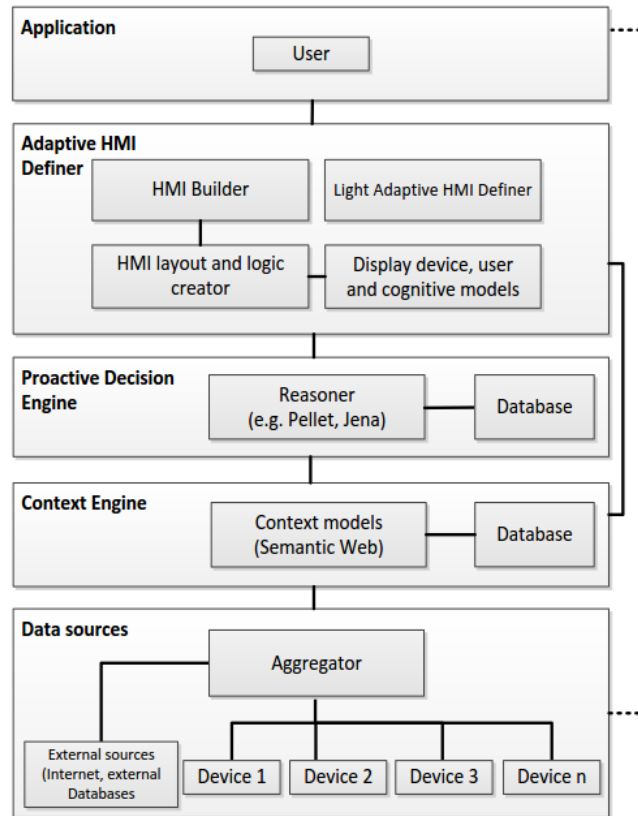 Application
User
Adaptive HMI
Definer
HMI Builder
Light Adaptive HMI Definer
HMI layout and logic
creator
Display device, user
and cognitive models
Proactive Decision
Engine
Reasoner
(e.g. Pellet, Jena)
Database
Context Engine
Context models
(Semantic Web)
Database
Data sources
Aggregator
External sources
(Internet, external
Databases
Device 1
Device 2
Device 3
Device n